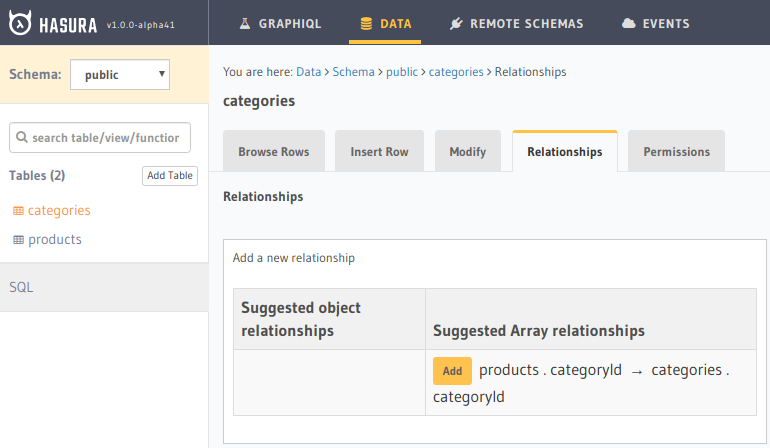 HASURA v1.0.0-alpha41
GRAPHIQL DATA REMOTE SCHEMAS EVENTS
Schema: public
You are here: Data > Schema > public > categories > Relationships
categories
search table/view/function
Browse Rows Insert Row Modify Relationships Permissions
Tables (2) Add Table
categories
products
SQL
Relationships
Add a new relationship
Suggested object
relationships
Suggested Array relationships
Add products . categoryId → categories .
categoryId